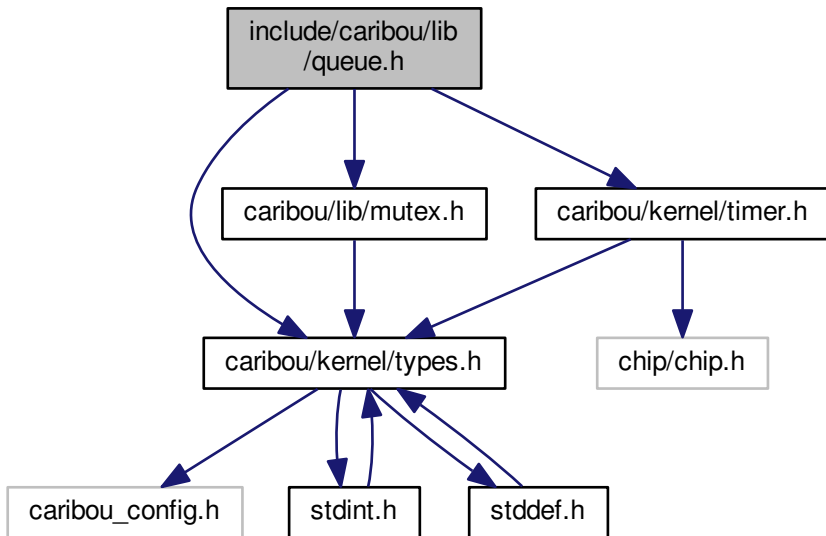 include/caribou/lib
/queue.h
caribou/lib/mutex.h
caribou/kernel/timer.h
caribou/kernel/types.h
chip/chip.h
caribou_config.h
stdint.h
stddef.h